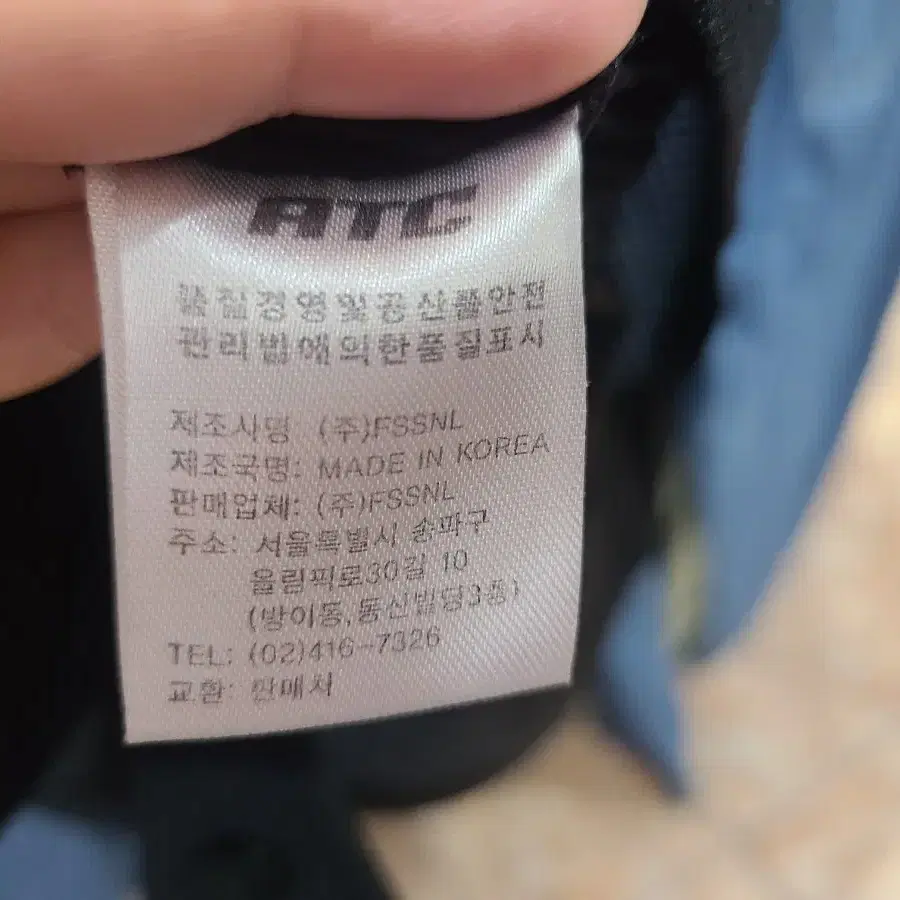 ATC
품질경영및공산품안전
관리법에의한품질표시
제조사명 (주)FSSNL
제조국명: MADE IN KOREA
판매업체: (주)FSSNL
주소: 서울특별시 송파구
올림픽로30길 10
(방이동,동신빌딩3층)
TEL: (02)416-7326
교환: 판매처